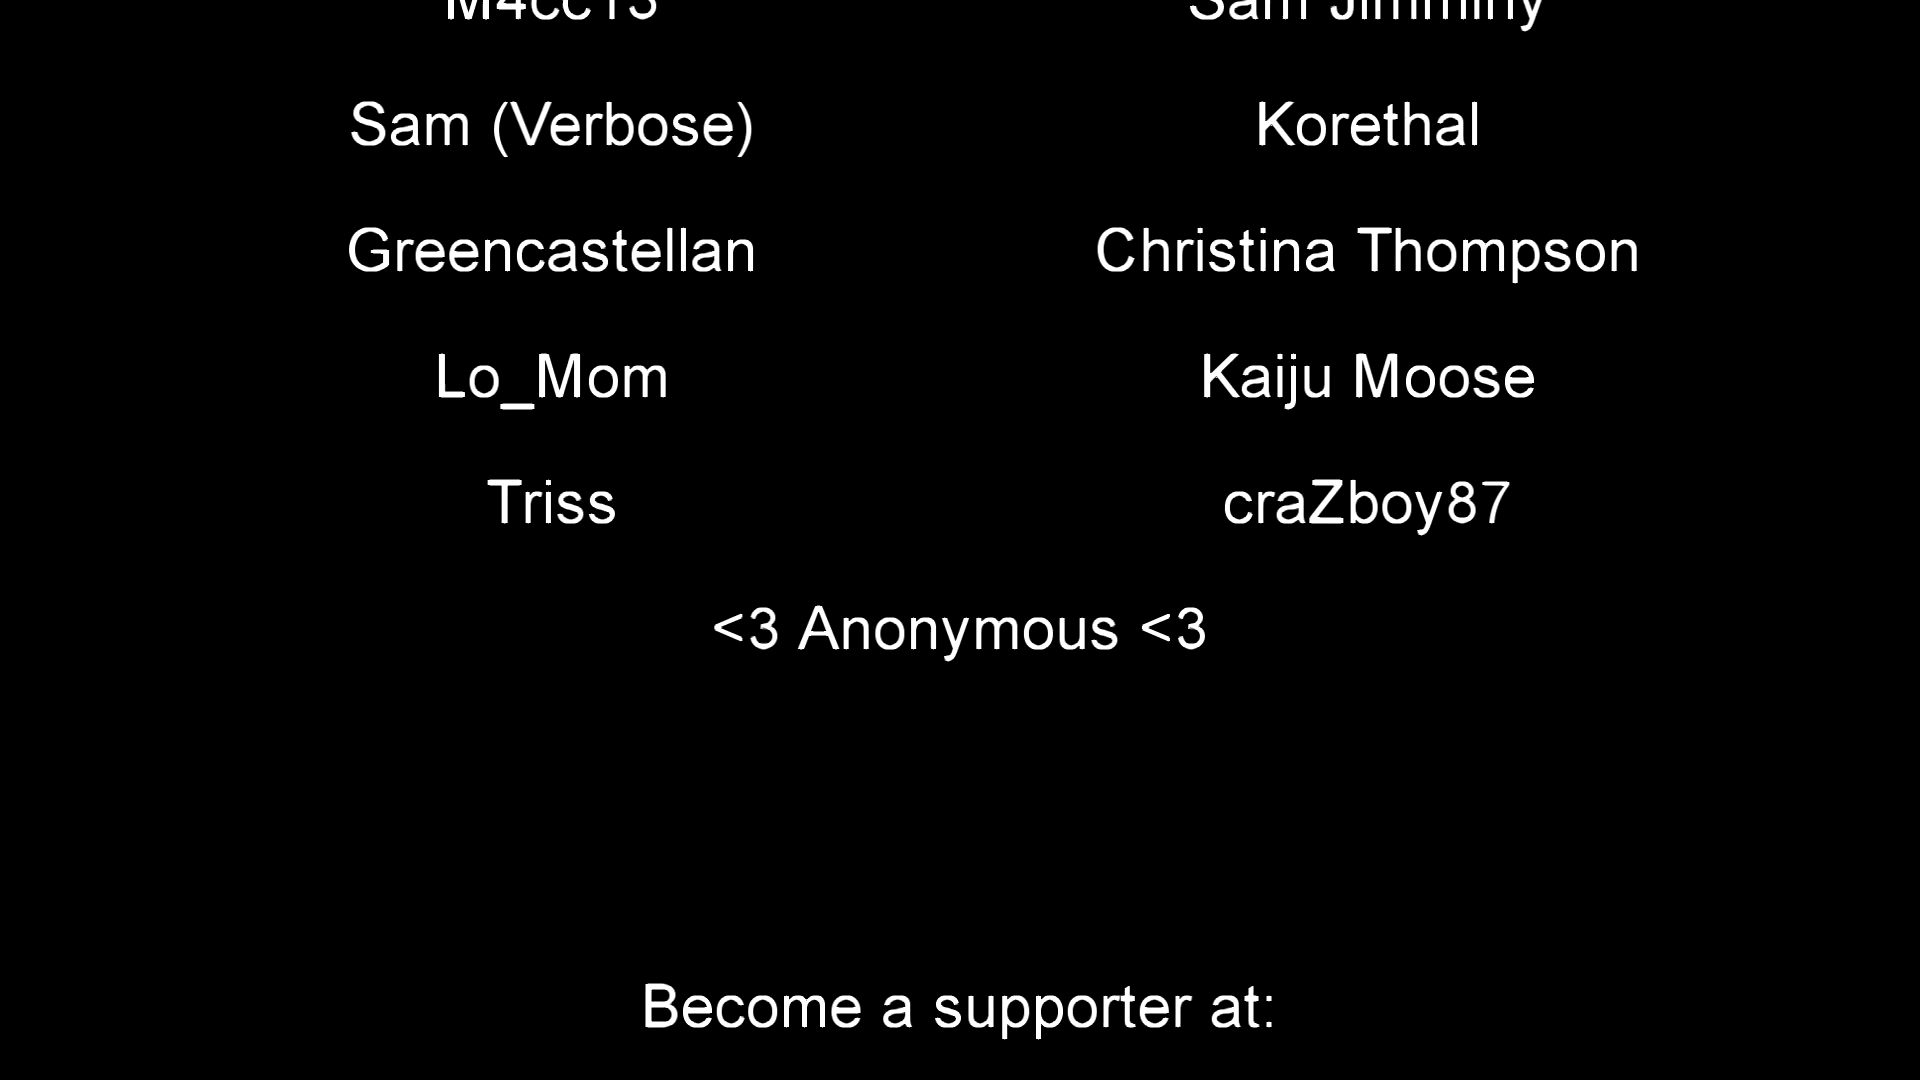 M4cc13 Sam Jimminy
Sam (Verbose) Korethal
Greencastellan Christina Thompson
Lo_Mom Kaiju Moose
Triss craZboy87
<3 Anonymous <3
Become a supporter at: